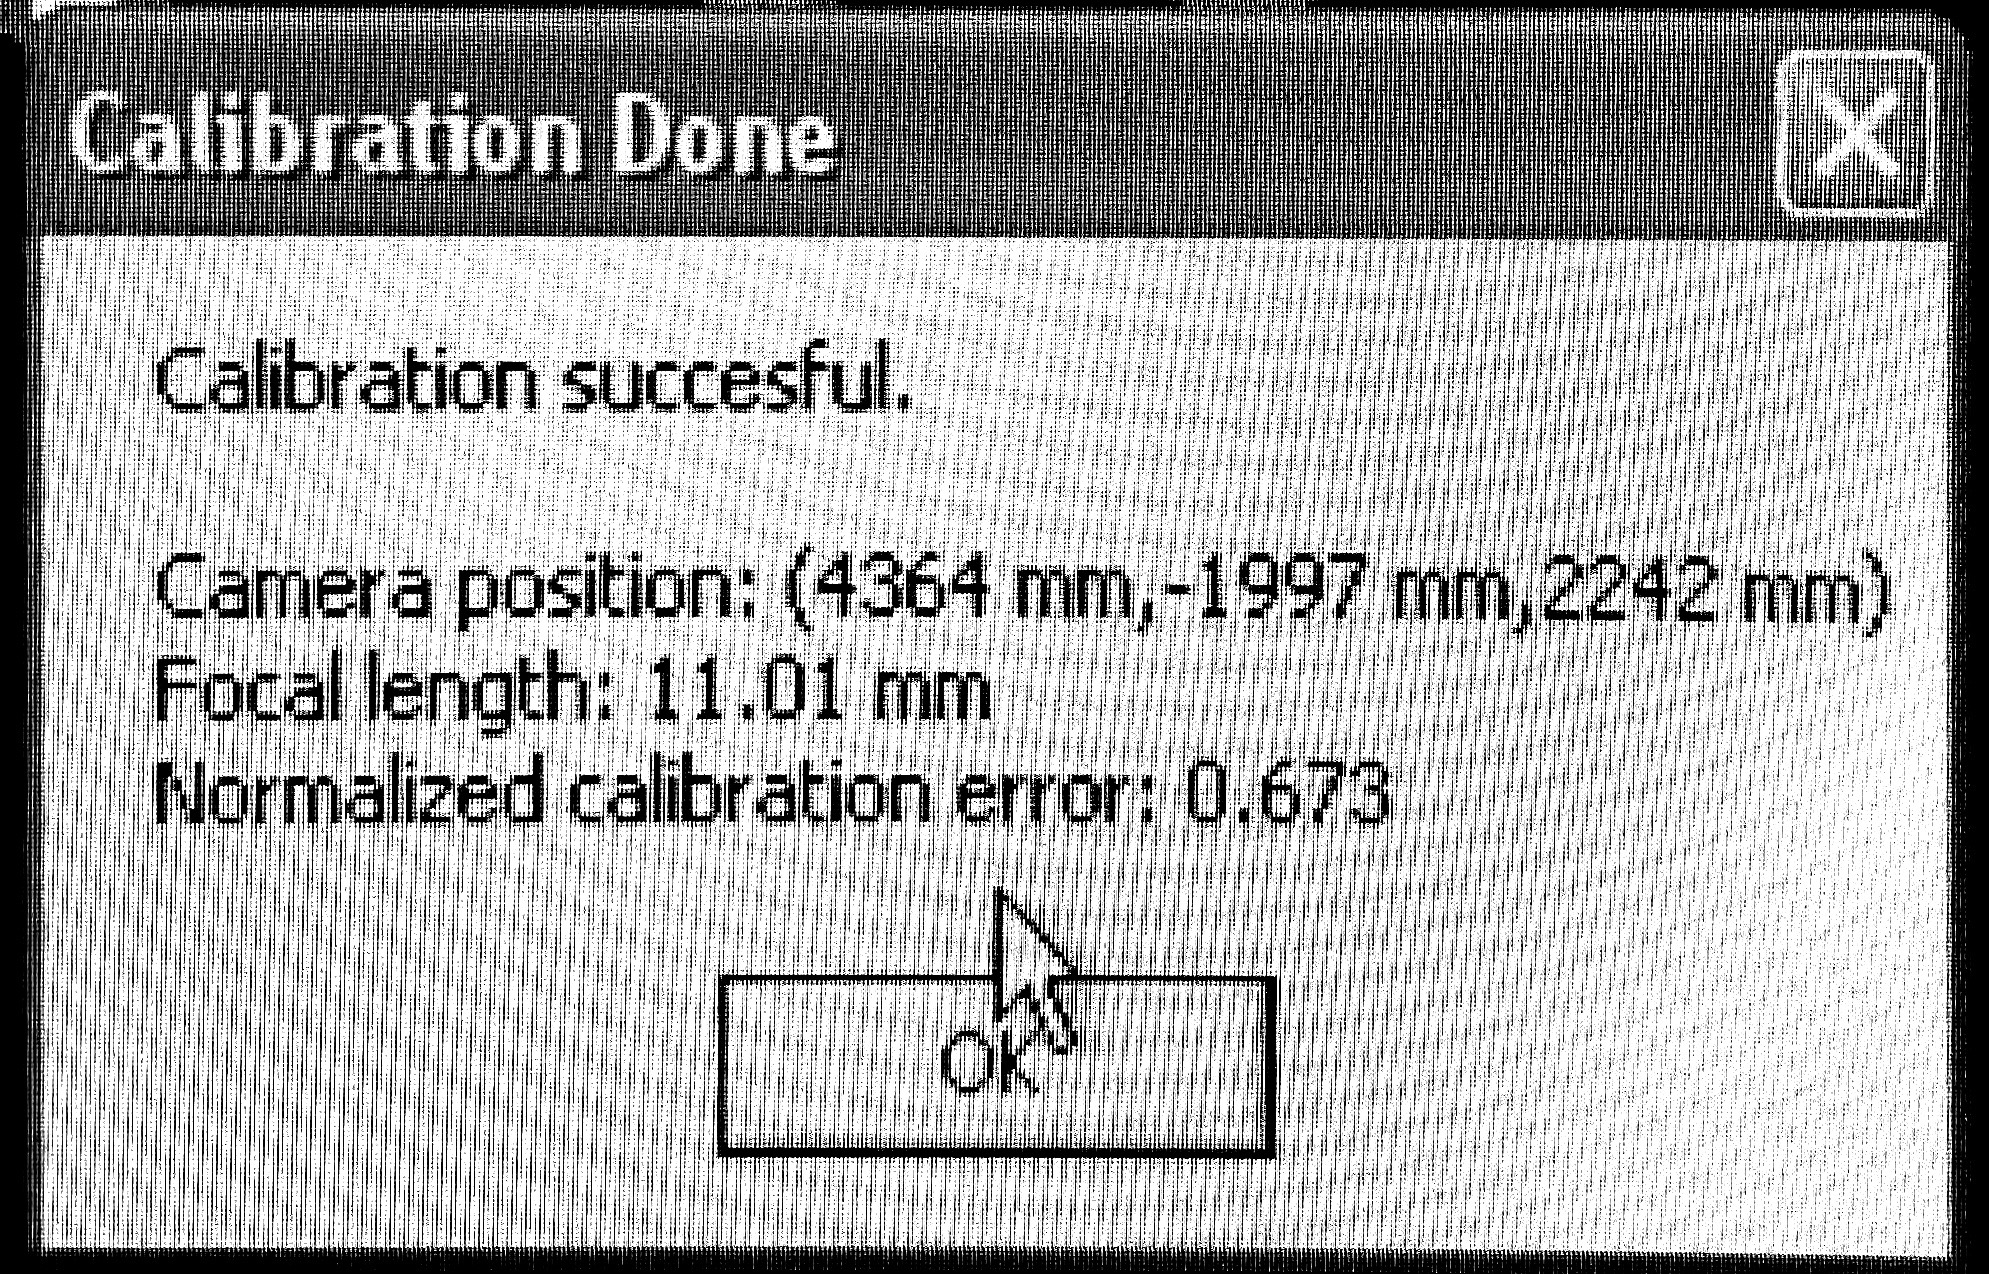 Calibration Done
Calibration succesful.
Camera position: (4364 mm,-1997 mm,2242 mm)
Focal length: 11.01 mm
Normalized calibration error: 0.673
OK